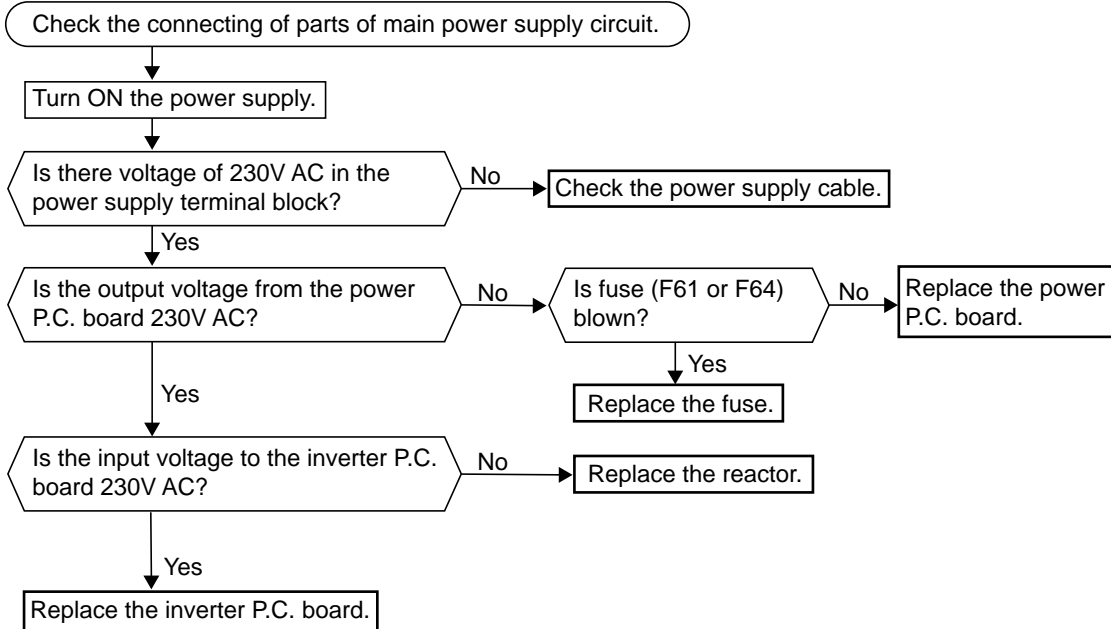 Check the connecting of parts of main power supply circuit.
Turn ON the power supply.
Is there voltage of 230V AC in the
power supply terminal block?
No
Check the power supply cable.
Yes
Is the output voltage from the power
P.C. board 230V AC?
No
Is fuse (F61 or F64)
blown?
No
Replace the power
P.C. board.
Yes
Replace the fuse.
Yes
Is the input voltage to the inverter P.C.
board 230V AC?
No
Replace the reactor.
Yes
Replace the inverter P.C. board.